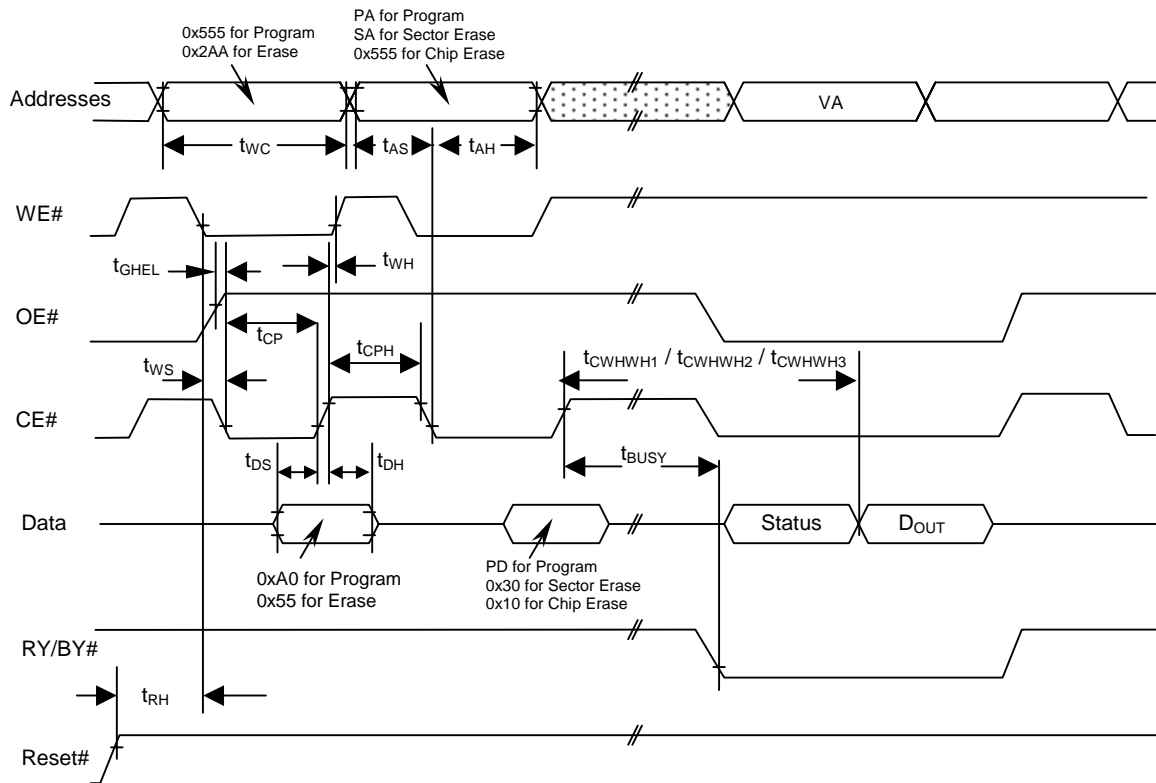 0x555 for Program
0x2AA for Erase
PA for Program
SA for Sector Erase
0x555 for Chip Erase
Addresses
VA
tWC
tAS
tAH
WE#
tGHEL
tWH
OE#
tCP
tCPH
tWS
tCWHWH1 / tCWHWH2 / tCWHWH3
CE#
tDS
tDH
tBUSY
Data
Status
DOUT
0xA0 for Program
0x55 for Erase
PD for Program
0x30 for Sector Erase
0x10 for Chip Erase
RY/BY#
tRH
Reset#